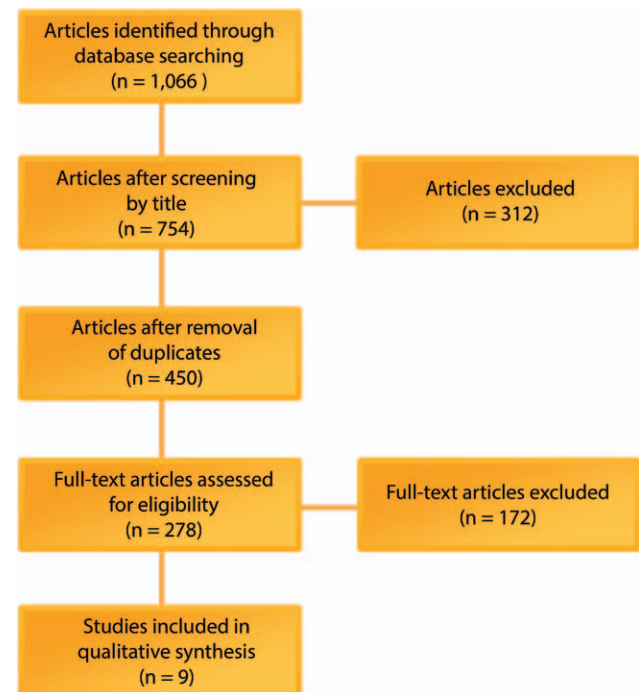 Articles identified through
database searching
(n = 1,066 )
Articles after screening
by title
(n = 754)
Articles excluded
(n = 312)
Articles after removal
of duplicates
(n = 450)
Full-text articles assessed
for eligibility
(n = 278)
Full-text articles excluded
(n = 172)
Studies included in
qualitative synthesis
(n = 9)